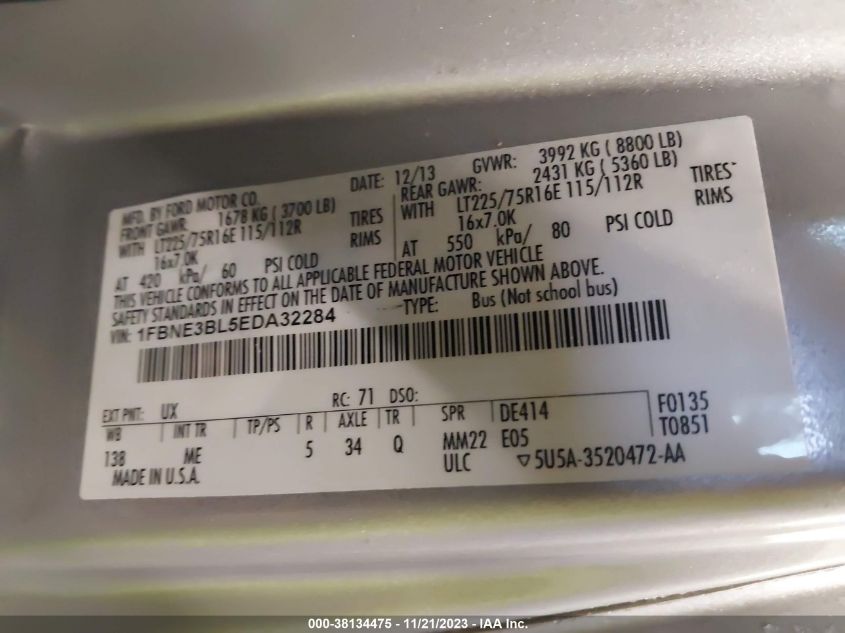 MFD. BY FORD MOTOR CO.
DATE: 12/13 GVWR: 3992 KG ( 8800 LB)
FRONT GAWR: 1678 KG ( 3700 LB)
REAR GAWR: 2431 KG ( 5360 LB)
WITH LT225/75R16E 115/112R TIRES
WITH LT225/75R16E 115/112R TIRES
16x7.0K RIMS
16x7.0K RIMS
AT 420 kPa/ 60 PSI COLD
AT 550 kPa/ 80 PSI COLD
THIS VEHICLE CONFORMS TO ALL APPLICABLE FEDERAL MOTOR VEHICLE
SAFETY STANDARDS IN EFFECT ON THE DATE OF MANUFACTURE SHOWN ABOVE.
VIN: 1FBNE3BL5EDA32284
TYPE: Bus (Not school bus)
EXT PNT: UX RC: 71 DSO:
WB INT TR TP/PS R AXLE TR SPR DE414 F0135
138 ME 5 34 Q MM22 E05 T0851
MADE IN U.S.A. ULC ▽5U5A-3520472-AA
000-38134475 - 11/21/2023 - IAA Inc.